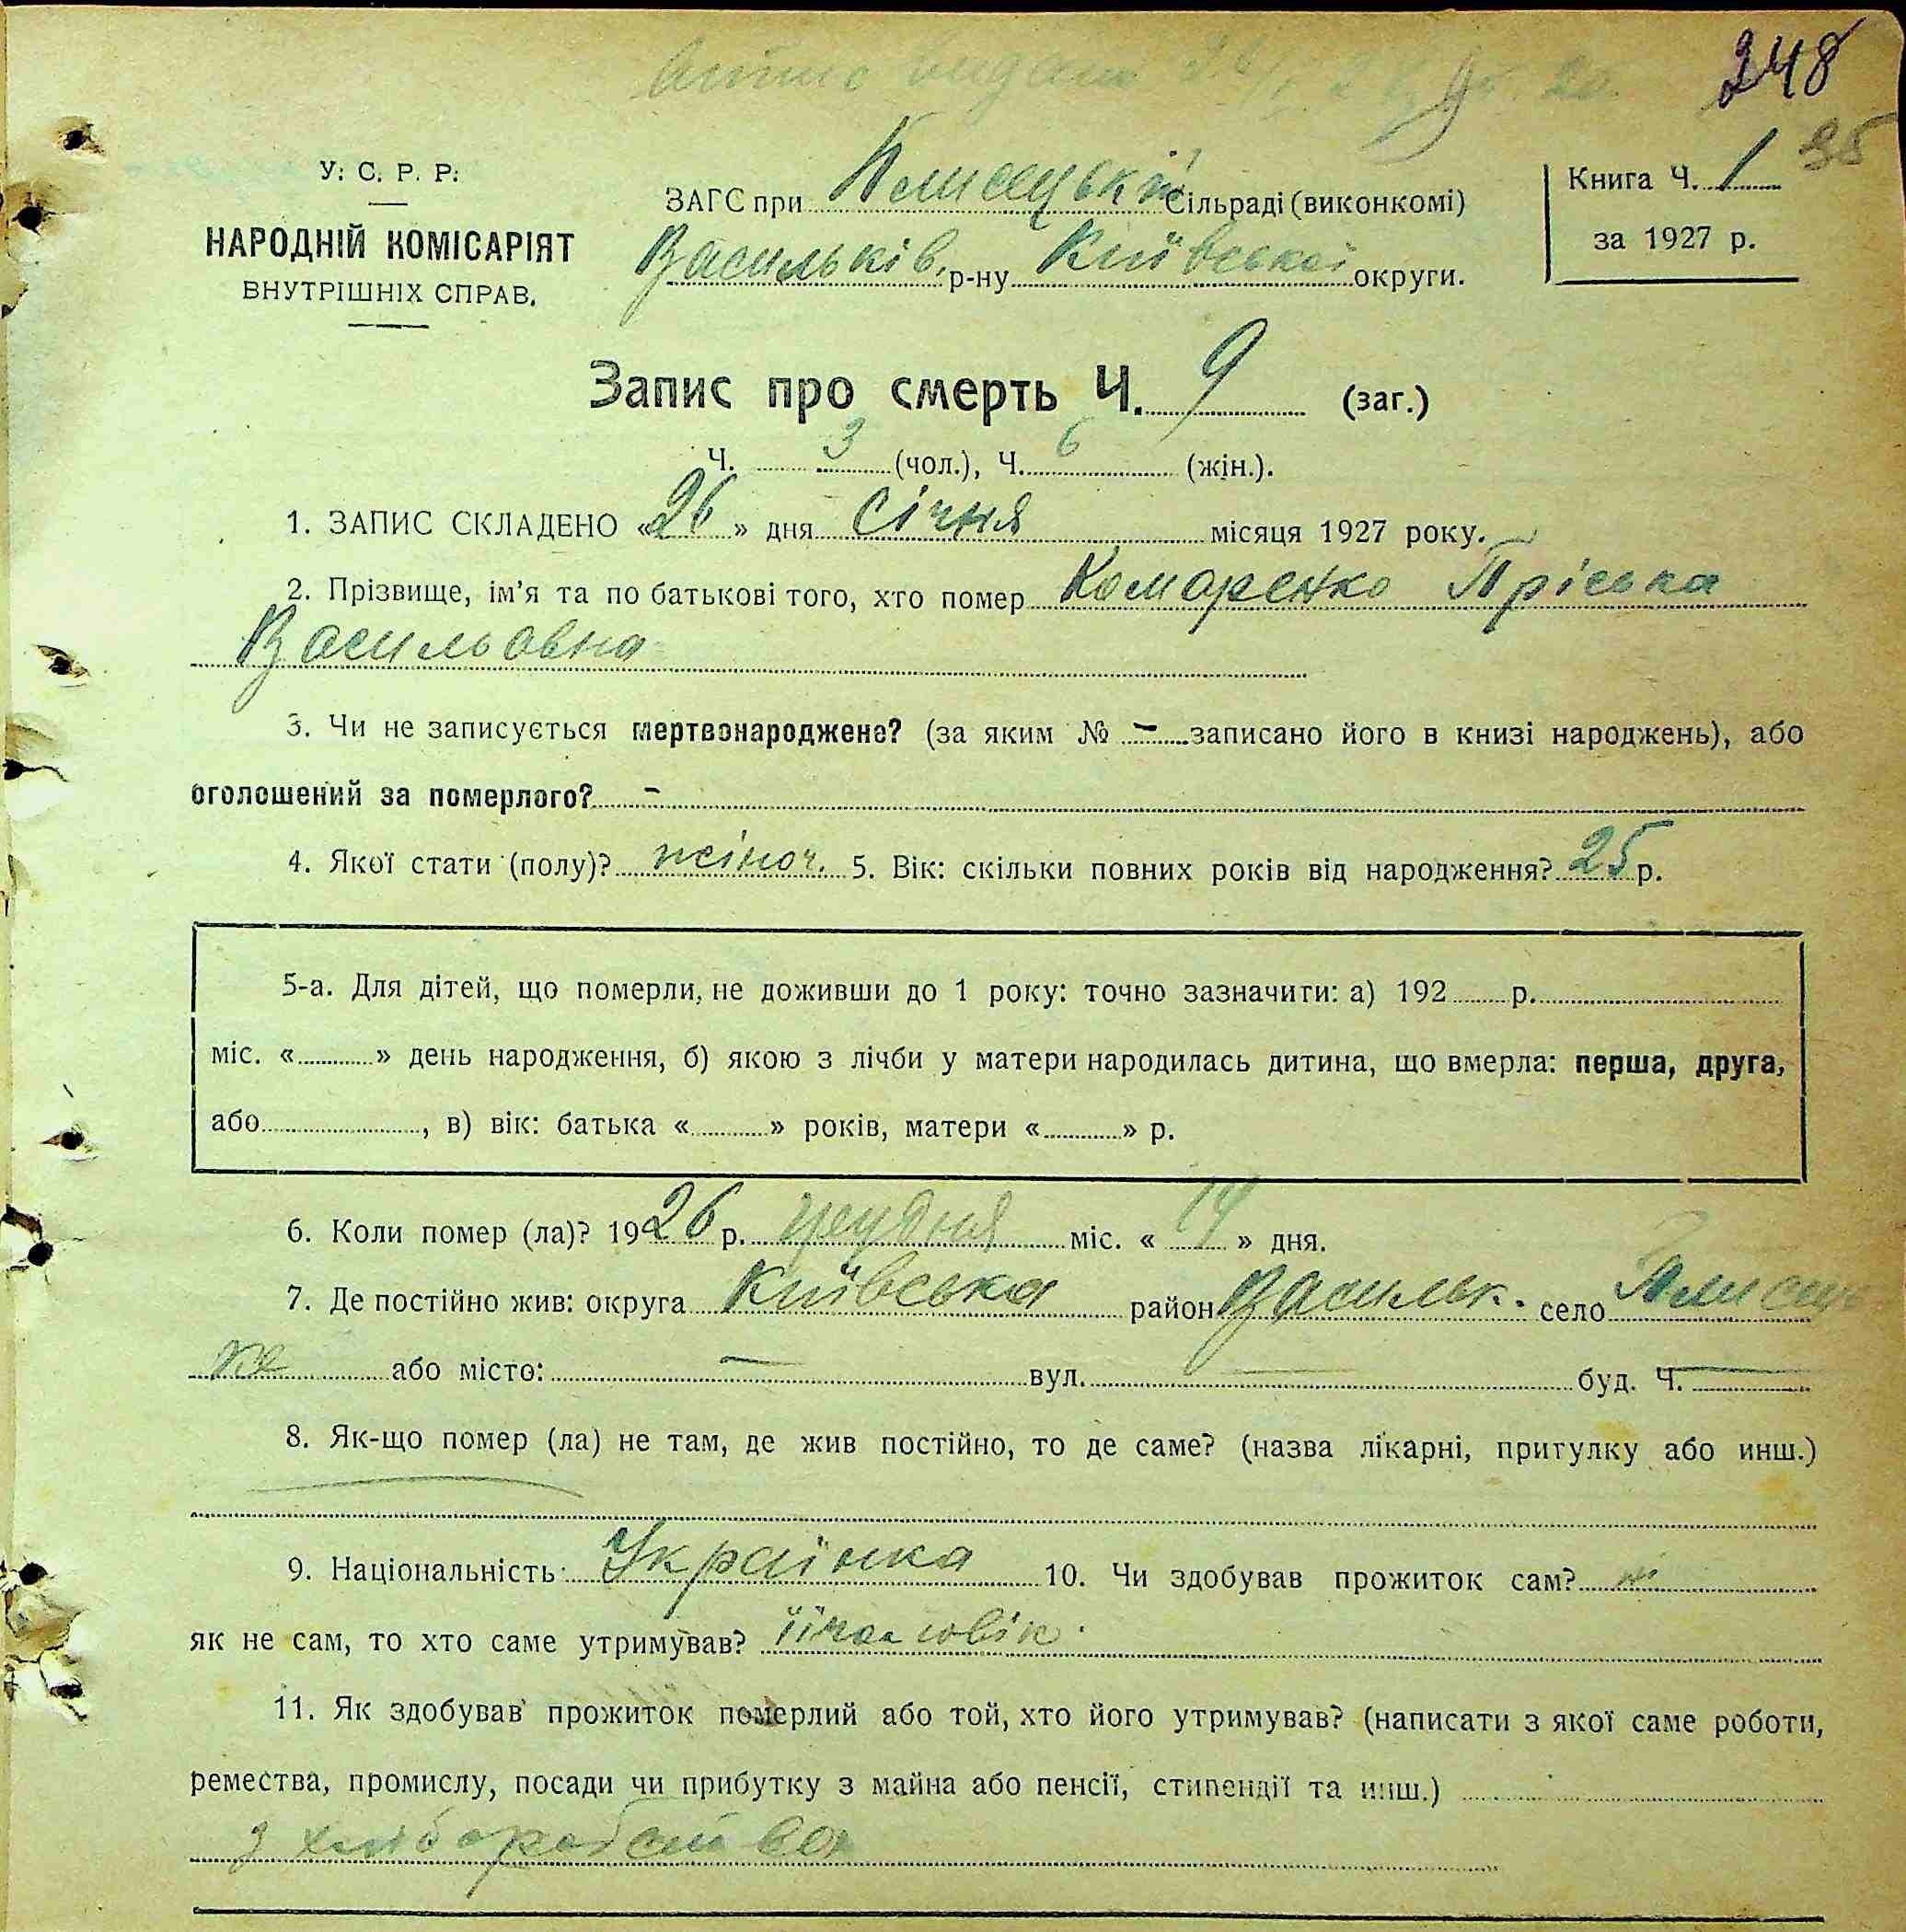 248
35
У. С. Р. Р.
НАРОДНІЙ КОМІСАРІЯТ
ВНУТРІШНІХ СПРАВ.
ЗАГС при Плисецькій Сільраді (виконкомі)
Васильків. р-ну Київської округи.
Книга Ч. 1
за 1927 р.
Запис про смерть Ч. 9 (заг.)
Ч. 3 (чол.), Ч. 6 (жін.).
1. ЗАПИС СКЛАДЕНО «26» дня Січня місяця 1927 року.
2. Прізвище, ім'я та по батькові того, хто помер Комаренко Пріська
Васильовна
3. Чи не записується мертвонароджене? (за яким № - записано його в книзі народжень), або
оголошений за померлого? -
4. Якої стати (полу)? жіноч. 5. Вік: скільки повних років від народження? 25 р.
5-а. Для дітей, що померли, не доживши до 1 року: точно зазначити: а) 192 р.
міс. « » день народження, б) якою з лічби у матери народилась дитина, що вмерла: перша, друга,
або , в) вік: батька « » років, матери « » р.
6. Коли помер (ла)? 1926 р. грудня міс. «14» дня.
7. Де постійно жив: округа Київська район Васильк. село Плисець
ке або місто: — вул. — буд. Ч. —
8. Як-що помер (ла) не там, де жив постійно, то де саме? (назва лікарні, притулку або инш.)
9. Національність: Українка 10. Чи здобував прожиток сам? ні
як не сам, то хто саме утримував? її чоловік.
11. Як здобував прожиток померлий або той, хто його утримував? (написати з якої саме роботи,
ремества, промислу, посади чи прибутку з майна або пенсії, стипендії та инш.)
з хліборобства